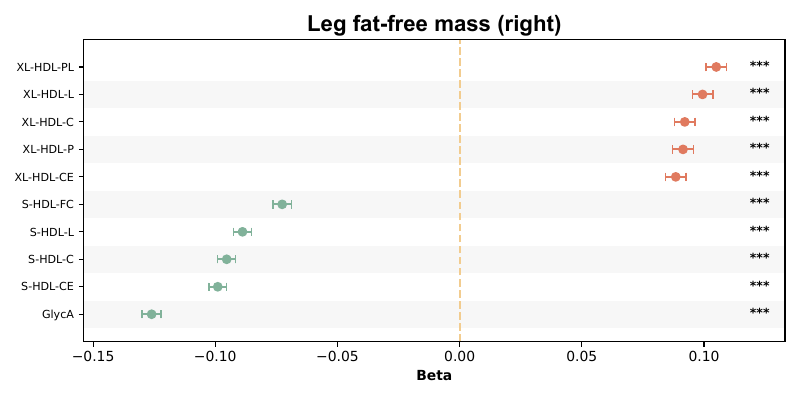 Leg fat-free mass (right)
XL-HDL-PL ***
XL-HDL-L ***
XL-HDL-C ***
XL-HDL-P ***
XL-HDL-CE ***
S-HDL-FC ***
S-HDL-L ***
S-HDL-C ***
S-HDL-CE ***
GlycA ***
−0.15 −0.10 −0.05 0.00 0.05 0.10
Beta